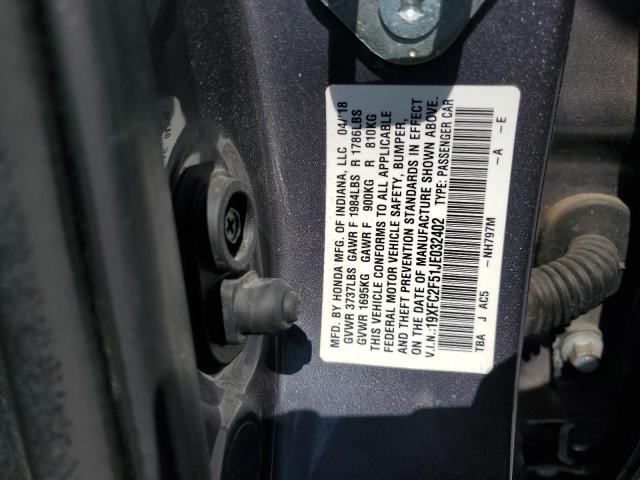 MFD. BY HONDA MFG. OF INDIANA, LLC 04/18
GVWR 3737LBS GAWR F 1984LBS R 1786LBS
GVWR 1695KG GAWR F 900KG R 810KG
THIS VEHICLE CONFORMS TO ALL APPLICABLE
FEDERAL MOTOR VEHICLE SAFETY, BUMPER,
AND THEFT PREVENTION STANDARDS IN EFFECT
ON THE DATE OF MANUFACTURE SHOWN ABOVE.
V.I.N.:19XFC2F51JE032402 TYPE: PASSENGER CAR
TBA J AC5 –NH797M –A –E